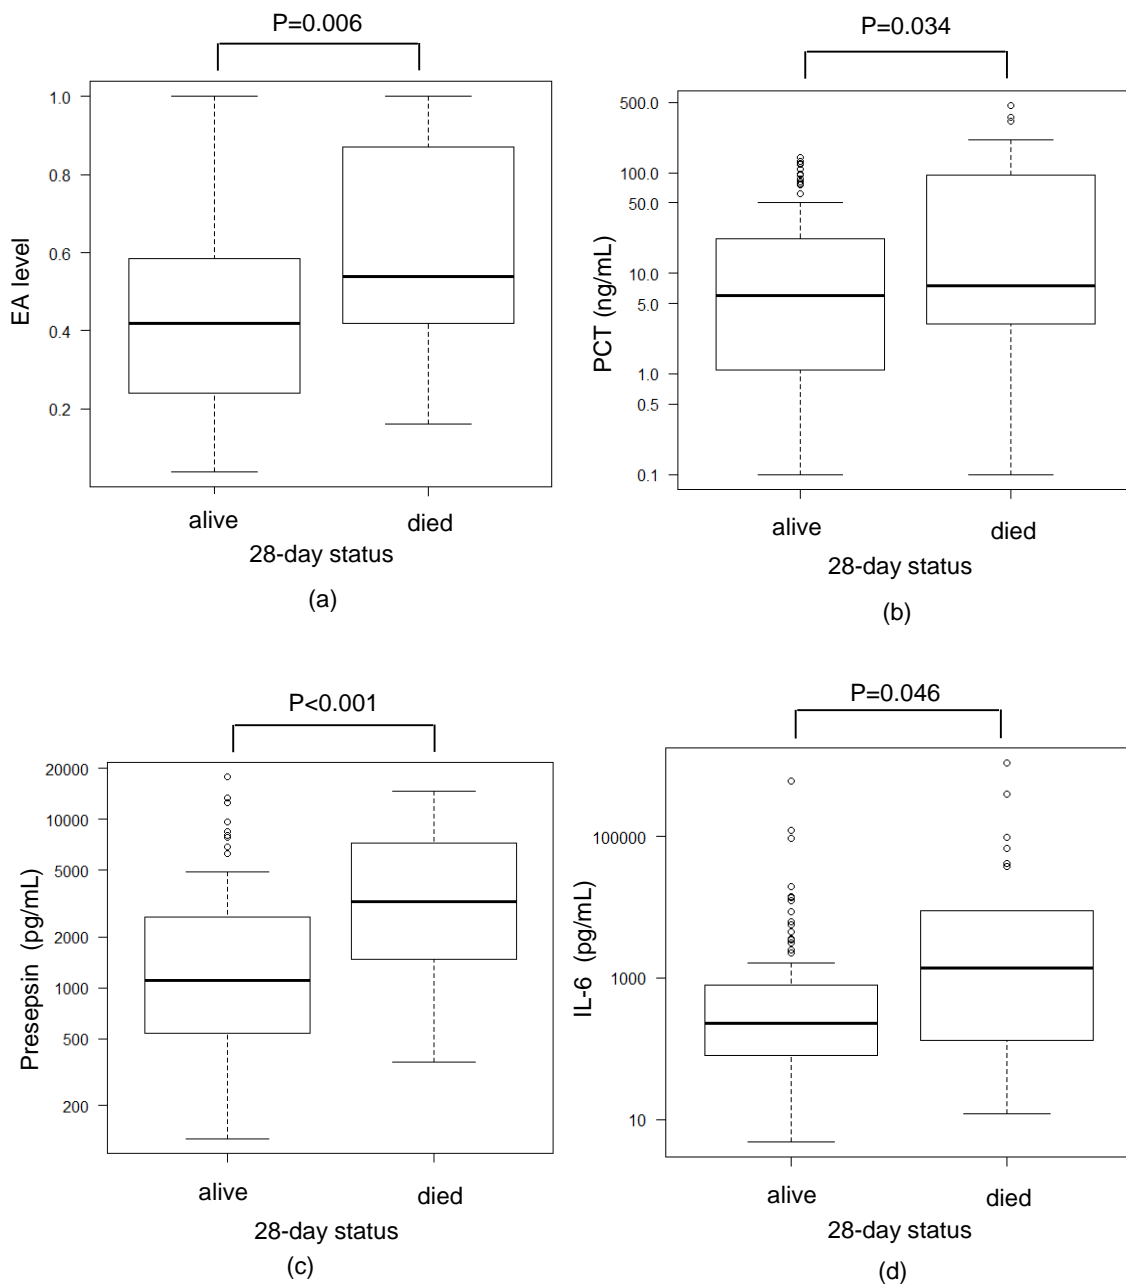 P=0.006
1.0
0.8
0.6
0.4
0.2
EA level
alive
died
28-day status
(a)
P=0.034
500.0
100.0
50.0
10.0
5.0
1.0
0.5
0.1
PCT (ng/mL)
alive
died
28-day status
(b)
P<0.001
20000
10000
5000
2000
1000
500
200
Presepsin (pg/mL)
alive
died
28-day status
(c)
P=0.046
100000
1000
10
IL-6 (pg/mL)
alive
died
28-day status
(d)